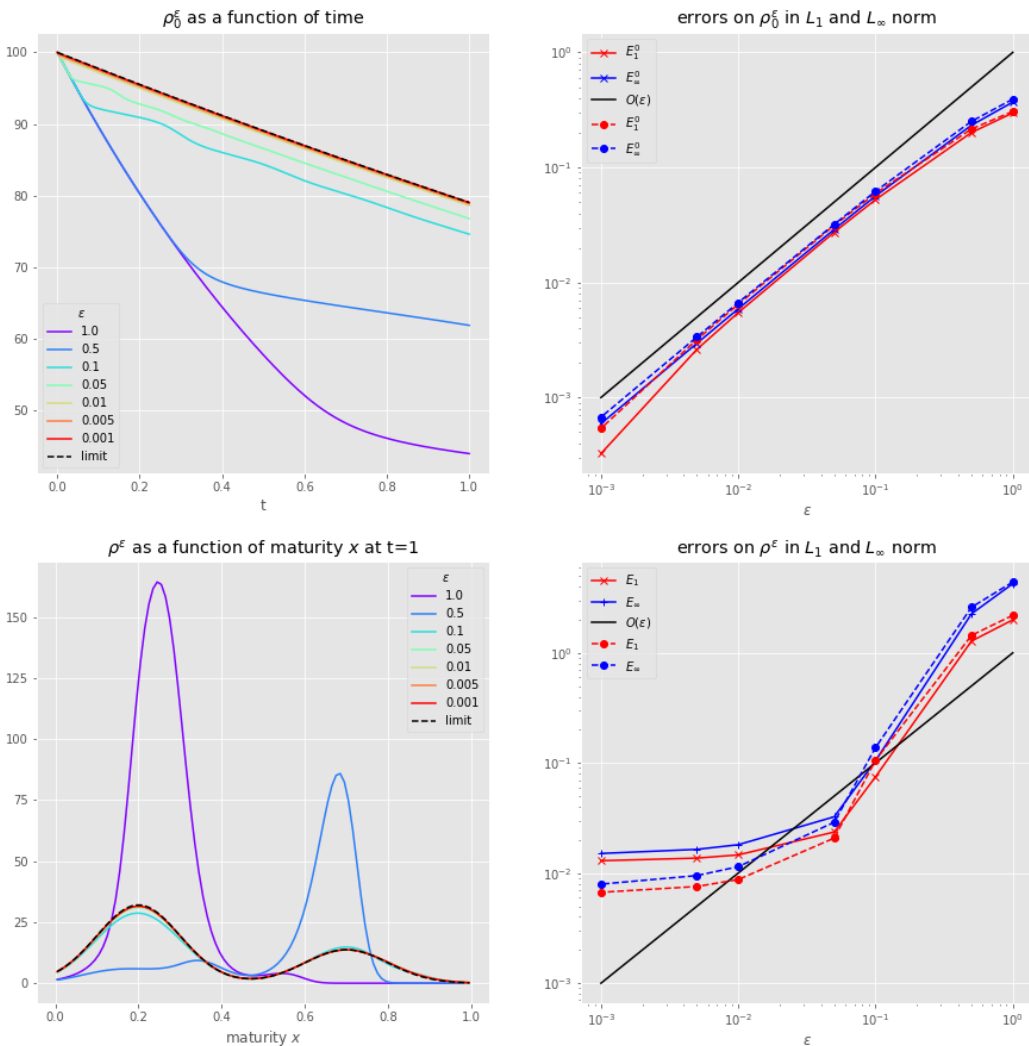 ρ₀^ε as a function of time
100
90
80
70
60
50
ε
1.0
0.5
0.1
0.05
0.01
0.005
0.001
limit
0.0 0.2 0.4 0.6 0.8 1.0
t
errors on ρ₀^ε in L₁ and L∞ norm
E₁⁰
E∞⁰
O(ε)
E₁⁰
E∞⁰
10⁰
10⁻¹
10⁻²
10⁻³
10⁻³ 10⁻² 10⁻¹ 10⁰
ε
ρ^ε as a function of maturity x at t=1
150
125
100
75
50
25
0
ε
1.0
0.5
0.1
0.05
0.01
0.005
0.001
limit
0.0 0.2 0.4 0.6 0.8 1.0
maturity x
errors on ρ^ε in L₁ and L∞ norm
E₁
E∞
O(ε)
E₁
E∞
10⁰
10⁻¹
10⁻²
10⁻³
10⁻³ 10⁻² 10⁻¹ 10⁰
ε